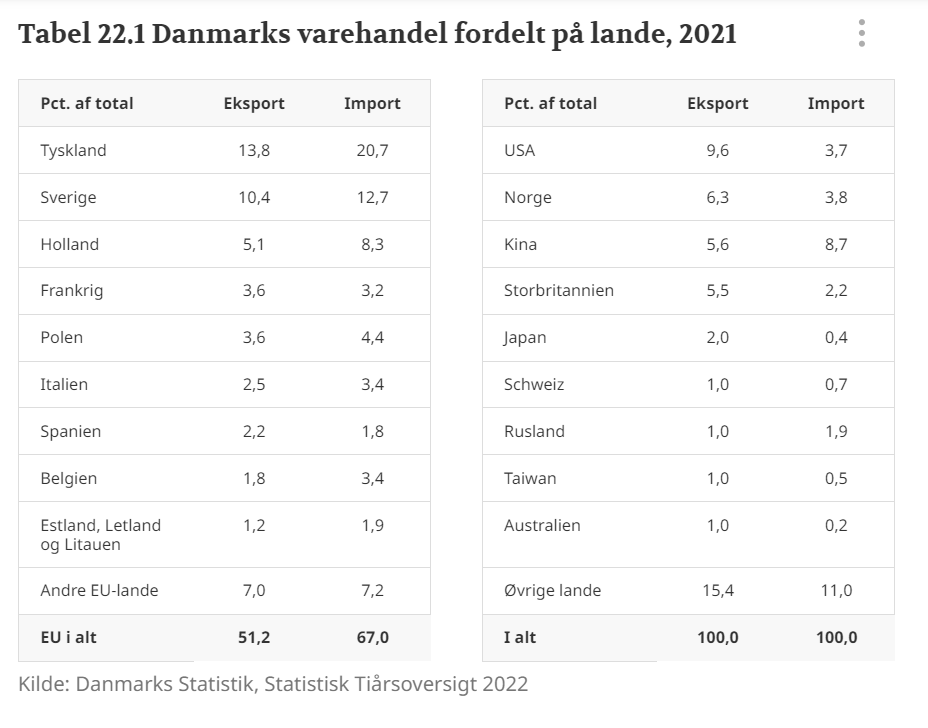 Tabel 22.1 Danmarks varehandel fordelt på lande, 2021
Pct. af total Eksport Import
Tyskland 13,8 20,7
Sverige 10,4 12,7
Holland 5,1 8,3
Frankrig 3,6 3,2
Polen 3,6 4,4
Italien 2,5 3,4
Spanien 2,2 1,8
Belgien 1,8 3,4
Estland, Letland 1,2 1,9
og Litauen
Andre EU-lande 7,0 7,2
EU i alt 51,2 67,0
Pct. af total Eksport Import
USA 9,6 3,7
Norge 6,3 3,8
Kina 5,6 8,7
Storbritannien 5,5 2,2
Japan 2,0 0,4
Schweiz 1,0 0,7
Rusland 1,0 1,9
Taiwan 1,0 0,5
Australien 1,0 0,2
Øvrige lande 15,4 11,0
I alt 100,0 100,0
Kilde: Danmarks Statistik, Statistisk Tiårsoversigt 2022